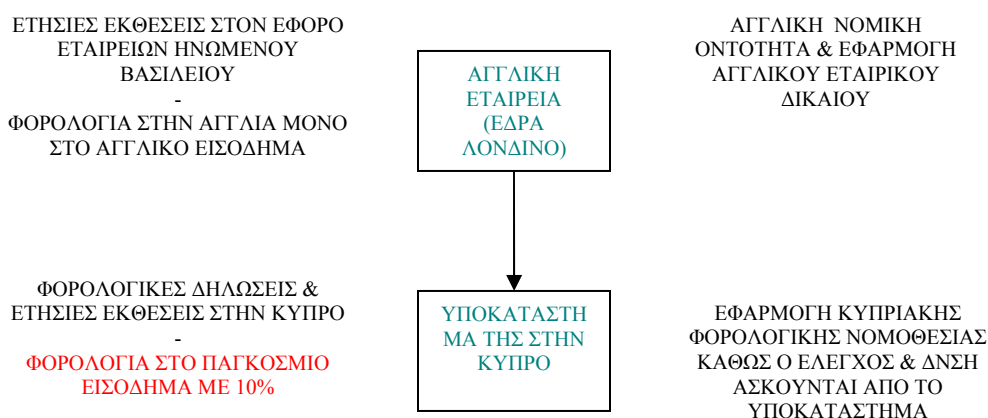 ΕΤΗΣΙΕΣ ΕΚΘΕΣΕΙΣ ΣΤΟΝ ΕΦΟΡΟ
ΕΤΑΙΡΕΙΩΝ ΗΝΩΜΕΝΟΥ
ΒΑΣΙΛΕΙΟΥ
-
ΦΟΡΟΛΟΓΙΑ ΣΤΗΝ ΑΓΓΛΙΑ ΜΟΝΟ
ΣΤΟ ΑΓΓΛΙΚΟ ΕΙΣΟΔΗΜΑ
ΑΓΓΛΙΚΗ
ΕΤΑΙΡΕΙΑ
(ΕΔΡΑ
ΛΟΝΔΙΝΟ)
ΑΓΓΛΙΚΗ ΝΟΜΙΚΗ
ΟΝΤΟΤΗΤΑ & ΕΦΑΡΜΟΓΗ
ΑΓΓΛΙΚΟΥ ΕΤΑΙΡΙΚΟΥ
ΔΙΚΑΙΟΥ
ΦΟΡΟΛΟΓΙΚΕΣ ΔΗΛΩΣΕΙΣ &
ΕΤΗΣΙΕΣ ΕΚΘΕΣΕΙΣ ΣΤΗΝ ΚΥΠΡΟ
-
ΦΟΡΟΛΟΓΙΑ ΣΤΟ ΠΑΓΚΟΣΜΙΟ
ΕΙΣΟΔΗΜΑ ΜΕ 10%
ΥΠΟΚΑΤΑΣΤΗ
ΜΑ ΤΗΣ ΣΤΗΝ
ΚΥΠΡΟ
ΕΦΑΡΜΟΓΗ ΚΥΠΡΙΑΚΗΣ
ΦΟΡΟΛΟΓΙΚΗΣ ΝΟΜΟΘΕΣΙΑΣ
ΚΑΘΩΣ Ο ΕΛΕΓΧΟΣ & ΔΝΣΗ
ΑΣΚΟΥΝΤΑΙ ΑΠΟ ΤΟ
ΥΠΟΚΑΤΑΣΤΗΜΑ